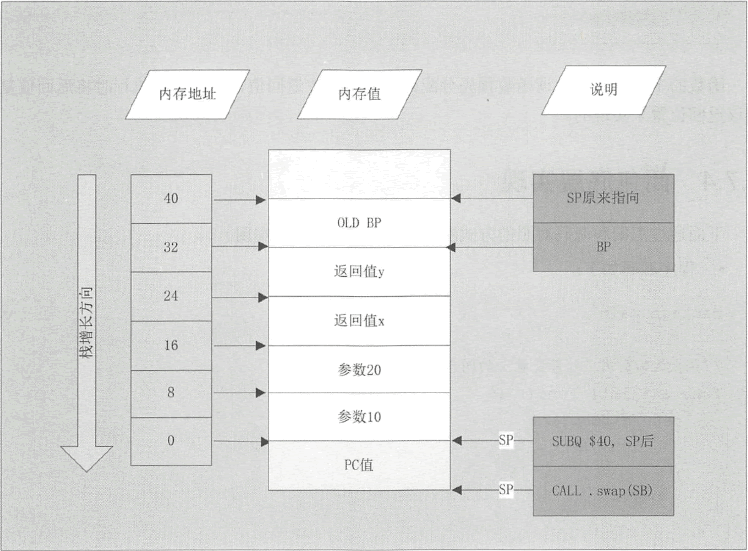 内存地址 内存值 说明
40 SP原来指向
OLD BP
32 BP
返回值y
24
返回值x
16
参数20
8
参数10
0 SP SUBQ $40, SP后
PC值
SP CALL .swap(SB)
栈增长方向